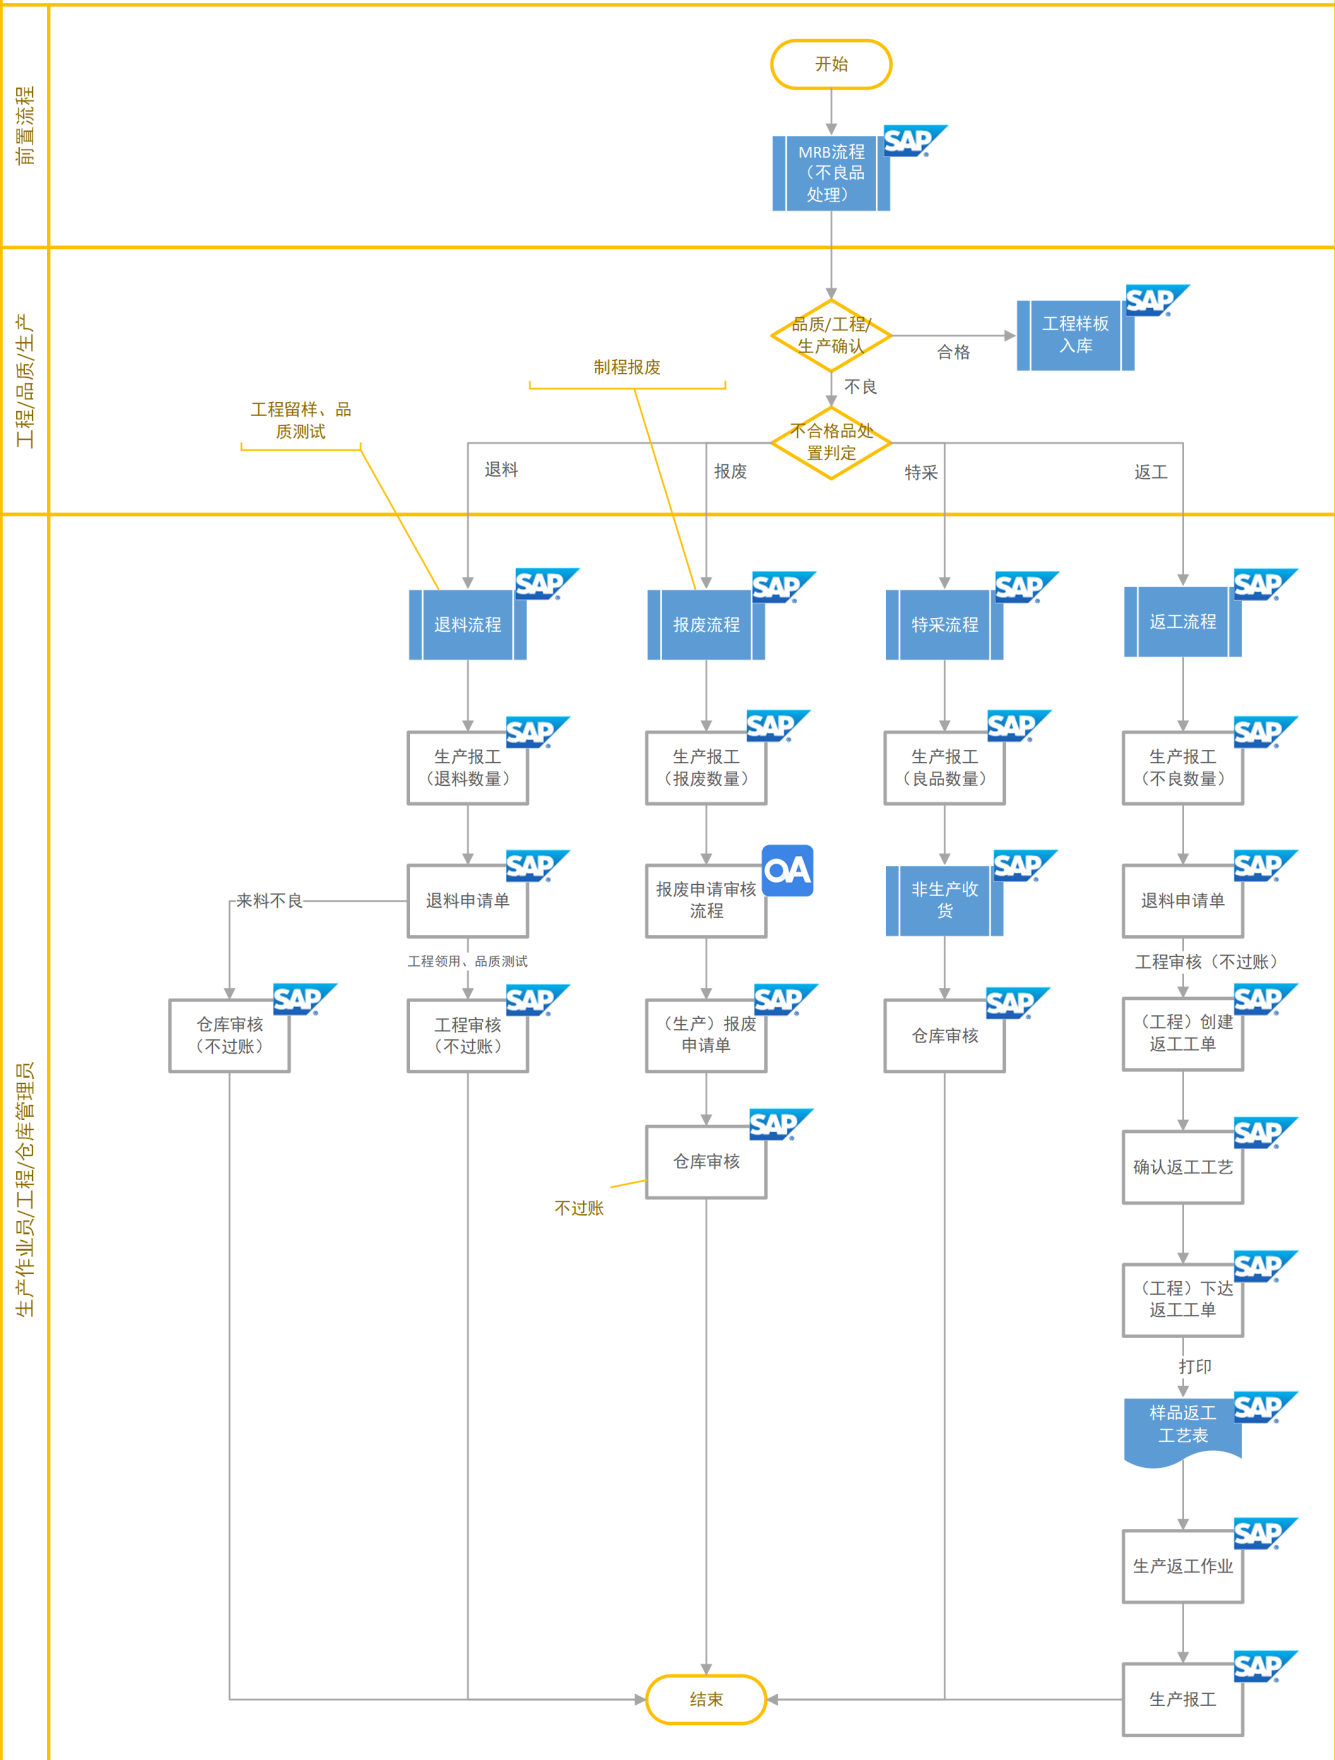 前置流程
开始
SAP
MRB流程
（不良品
处理）
工程/品质/生产
品质/工程/
生产确认
合格
SAP
工程样板
入库
不良
制程报废
工程留样、品
质测试
不合格品处
置判定
退料
报废
特采
返工
生产作业员/工程/仓库管理员
SAP
退料流程
SAP
报废流程
SAP
特采流程
SAP
返工流程
SAP
生产报工
（退料数量）
SAP
生产报工
（报废数量）
SAP
生产报工
（良品数量）
SAP
生产报工
（不良数量）
来料不良
SAP
退料申请单
OA
报废申请审核
流程
SAP
非生产收
货
SAP
退料申请单
工程领用、品质测试
工程审核（不过账）
SAP
仓库审核
（不过账）
SAP
工程审核
（不过账）
SAP
（生产）报废
申请单
SAP
仓库审核
SAP
（工程）创建
返工工单
SAP
仓库审核
不过账
SAP
确认返工工艺
SAP
（工程）下达
返工工单
打印
SAP
样品返工
工艺表
SAP
生产返工作业
SAP
生产报工
结束